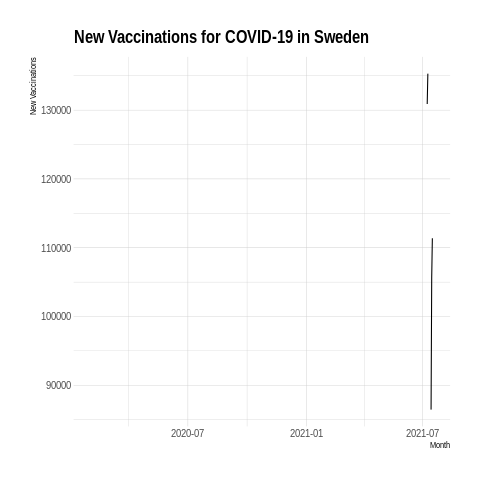 New Vaccinations for COVID-19 in Sweden
New Vaccinations
130000
120000
110000
100000
90000
2020-07
2021-01
2021-07
Month